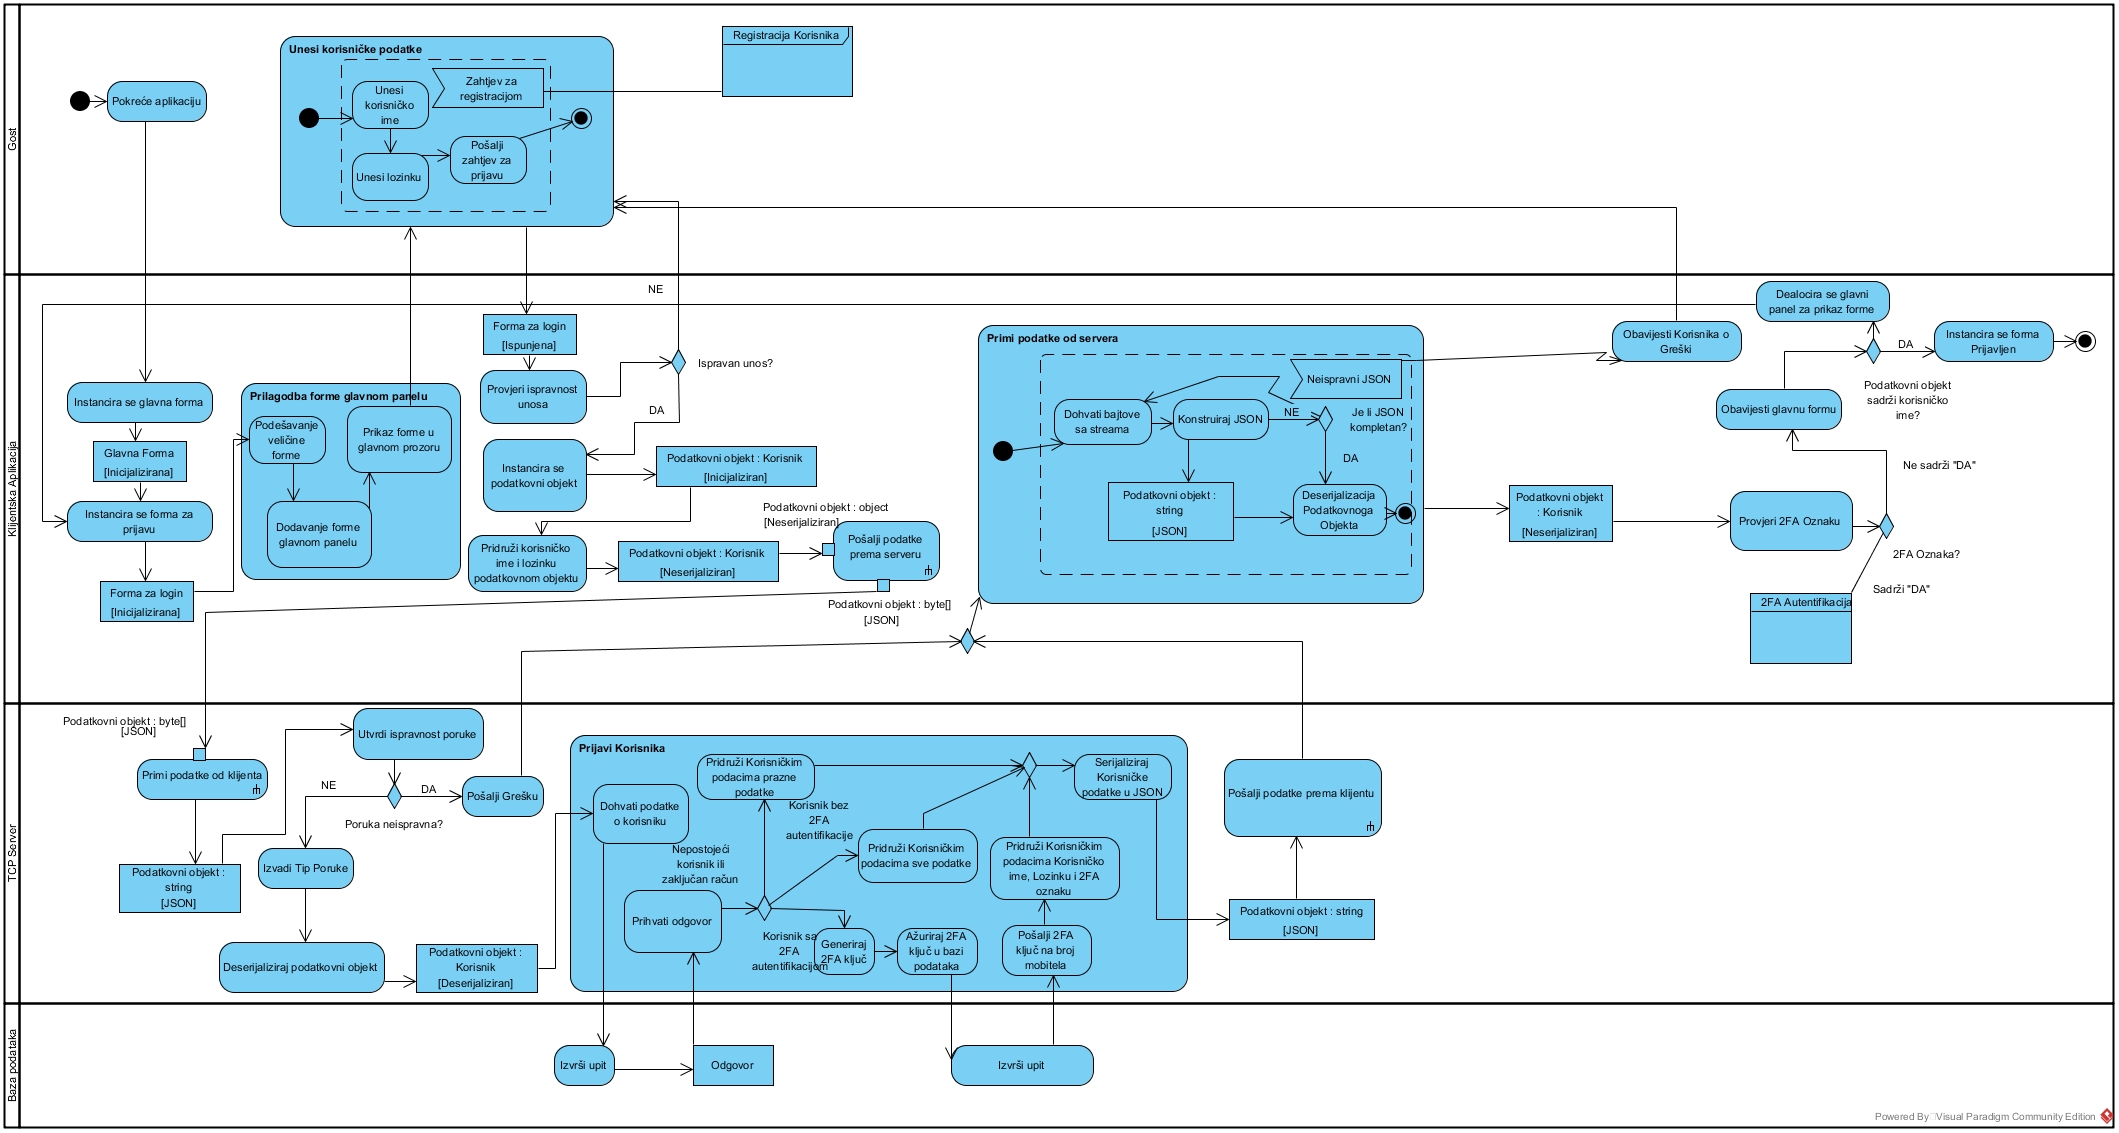 Gost
Pokreće aplikaciju
Unesi korisničke podatke
Unesi
korisničko
ime
Zahtjev za
registracijom
Unesi lozinku
Pošalji
zahtjev za
prijavu
Registracija Korisnika
Klijentska Aplikacija
Instancira se glavna forma
Glavna Forma
[Inicijalizirana]
Instancira se forma za
prijavu
Forma za login
[Inicijalizirana]
Prilagodba forme glavnom panelu
Podešavanje
veličine
forme
Prikaz forme u
glavnom prozoru
Dodavanje forme
glavnom panelu
Forma za login
[Ispunjena]
Provjeri ispravnost
unosa
NE
Ispravan unos?
DA
Instancira se
podatkovni objekt
Podatkovni objekt : Korisnik
[Inicijaliziran]
Pridruži korisničko
ime i lozinku
podatkovnom objektu
Podatkovni objekt : Korisnik
[Neserijaliziran]
Podatkovni objekt : object
[Neserijaliziran]
Pošalji podatke
prema serveru
Podatkovni objekt : byte[]
[JSON]
Primi podatke od servera
Neispravni JSON
Dohvati bajtove
sa streama
Konstruiraj JSON
NE
Je li JSON
kompletan?
DA
Podatkovni objekt :
string
[JSON]
Deserijalizacija
Podatkovnoga
Objekta
Podatkovni objekt
: Korisnik
[Neserijaliziran]
Obavijesti Korisnika o
Greški
Dealocira se glavni
panel za prikaz forme
DA
Instancira se forma
Prijavljen
Podatkovni objekt
sadrži korisničko
ime?
Obavijesti glavnu formu
Ne sadrži "DA"
Provjeri 2FA Oznaku
2FA Oznaka?
Sadrži "DA"
2FA Autentifikacija
TCP Server
Podatkovni objekt : byte[]
[JSON]
Primi podatke od klijenta
Podatkovni objekt :
string
[JSON]
Utvrdi ispravnost poruke
NE
DA
Poruka neispravna?
Pošalji Grešku
Izvadi Tip Poruke
Deserijaliziraj podatkovni objekt
Podatkovni objekt :
Korisnik
[Deserijaliziran]
Prijavi Korisnika
Dohvati podatke
o korisniku
Pridruži Korisničkim
podacima prazne
podatke
Korisnik bez
2FA
autentifikacije
Nepostojeći
korisnik ili
zaključan račun
Prihvati odgovor
Korisnik sa
2FA
autentifikacijom
Generiraj
2FA ključ
Ažuriraj 2FA
ključ u bazi
podataka
Pridruži Korisničkim
podacima sve podatke
Pridruži Korisničkim
podacima Korisničko
ime, Lozinku i 2FA
oznaku
Pošalji 2FA
ključ na broj
mobitela
Serijaliziraj
Korisničke
podatke u JSON
Pošalji podatke prema klijentu
Podatkovni objekt : string
[JSON]
Baza podataka
Izvrši upit
Odgovor
Izvrši upit
Powered By Visual Paradigm Community Edition